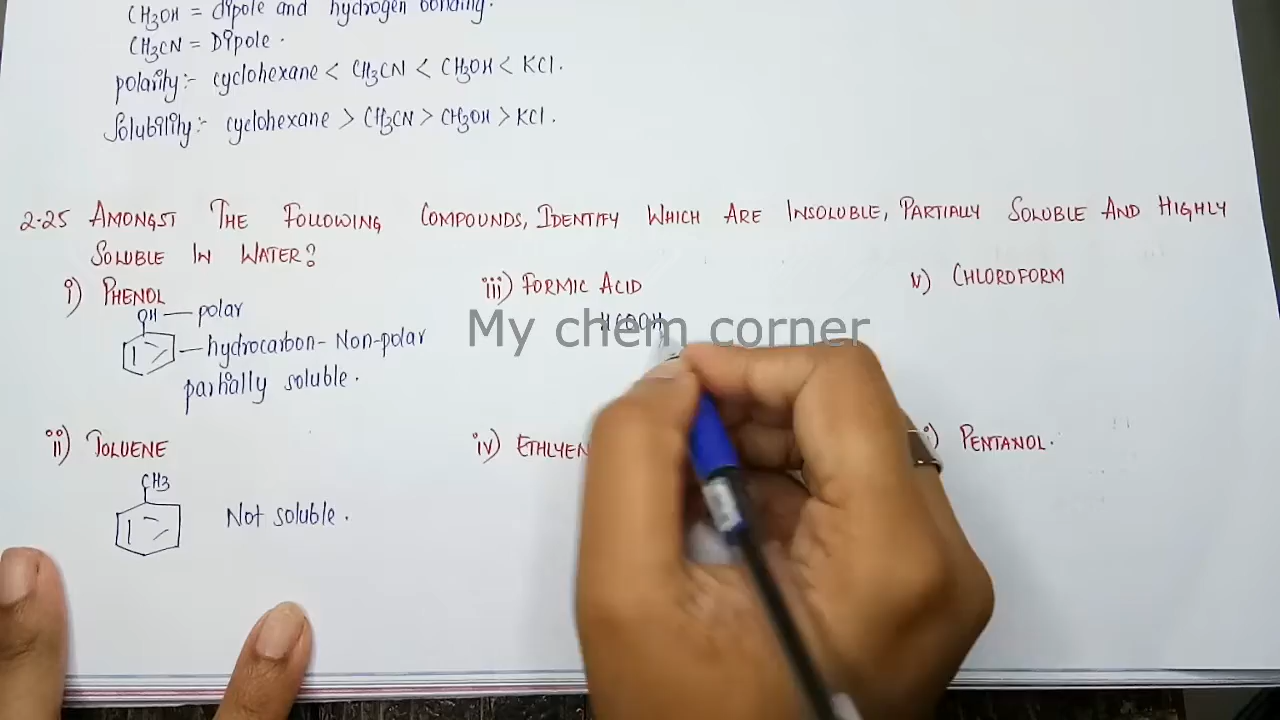 CH3OH = dipole and hydrogen bonding.
CH3CN = Dipole.
polarity:- cyclohexane < CH3CN < CH3OH < KCl.
Solubility:- cyclohexane > CH3CN > CH3OH > KCl.
2.25 AMONGST THE FOLLOWING COMPOUNDS, IDENTIFY WHICH ARE INSOLUBLE, PARTIALLY SOLUBLE AND HIGHLY
SOLUBLE IN WATER?
i) PHENOL
OH — polar
— hydrocarbon - Non-polar
partially soluble.
ii) TOLUENE
CH3
Not soluble.
iii) FORMIC ACID
HCOOH
My chem corner
iv) ETHLYEN
v) CHLOROFORM
i) PENTANOL.